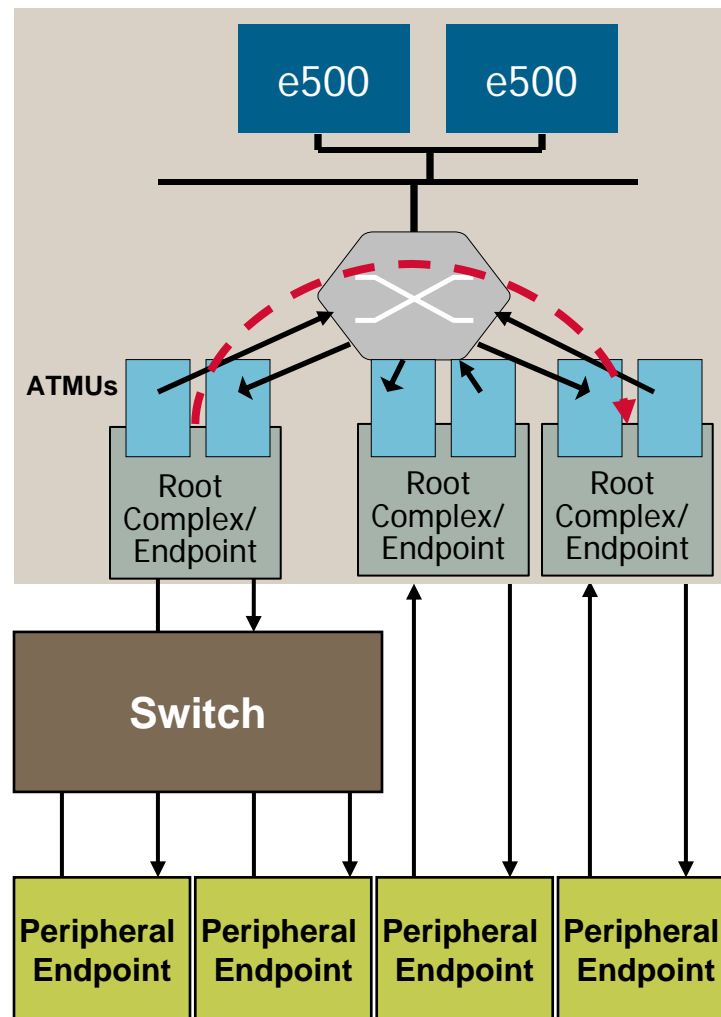 e500
e500
ATMUs
Root
Complex/
Endpoint
Root
Complex/
Endpoint
Root
Complex/
Endpoint
Switch
Peripheral
Endpoint
Peripheral
Endpoint
Peripheral
Endpoint
Peripheral
Endpoint